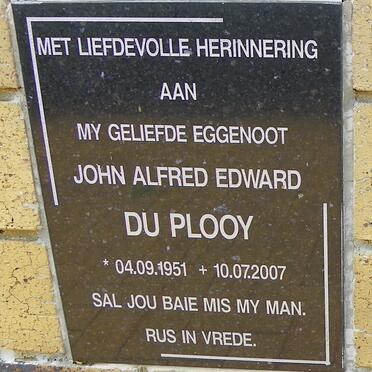 MET LIEFDEVOLLE HERINNERING
AAN
MY GELIEFDE EGGENOOT
JOHN ALFRED EDWARD
DU PLOOY
* 04.09.1951 + 10.07.2007
SAL JOU BAIE MIS MY MAN.
RUS IN VREDE.